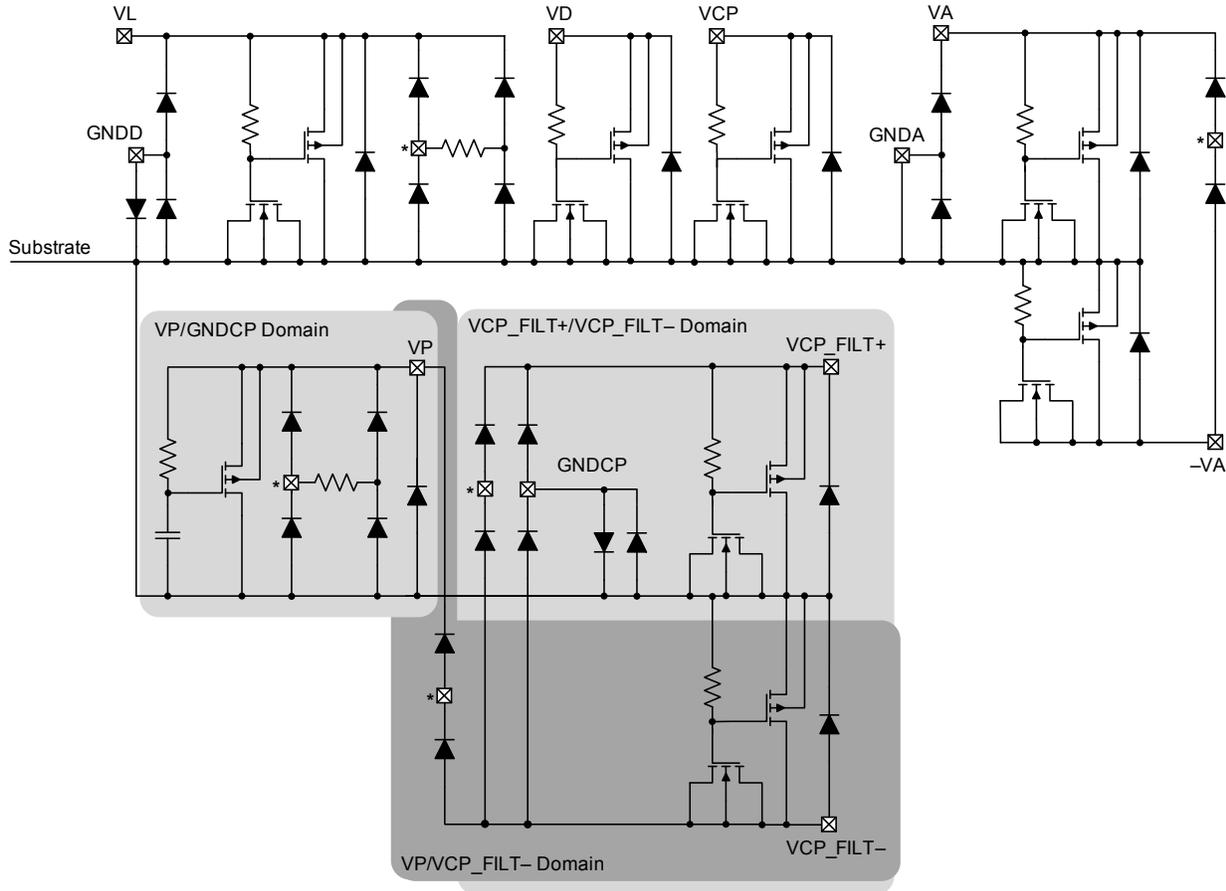 VL
VD
VCP
VA
GNDD
GNDA
*
*
Substrate
VP/GNDCP Domain
VCP_FILT+/VCP_FILT– Domain
VP
VCP_FILT+
–VA
GNDCP
*
*
*
VCP_FILT–
VP/VCP_FILT– Domain